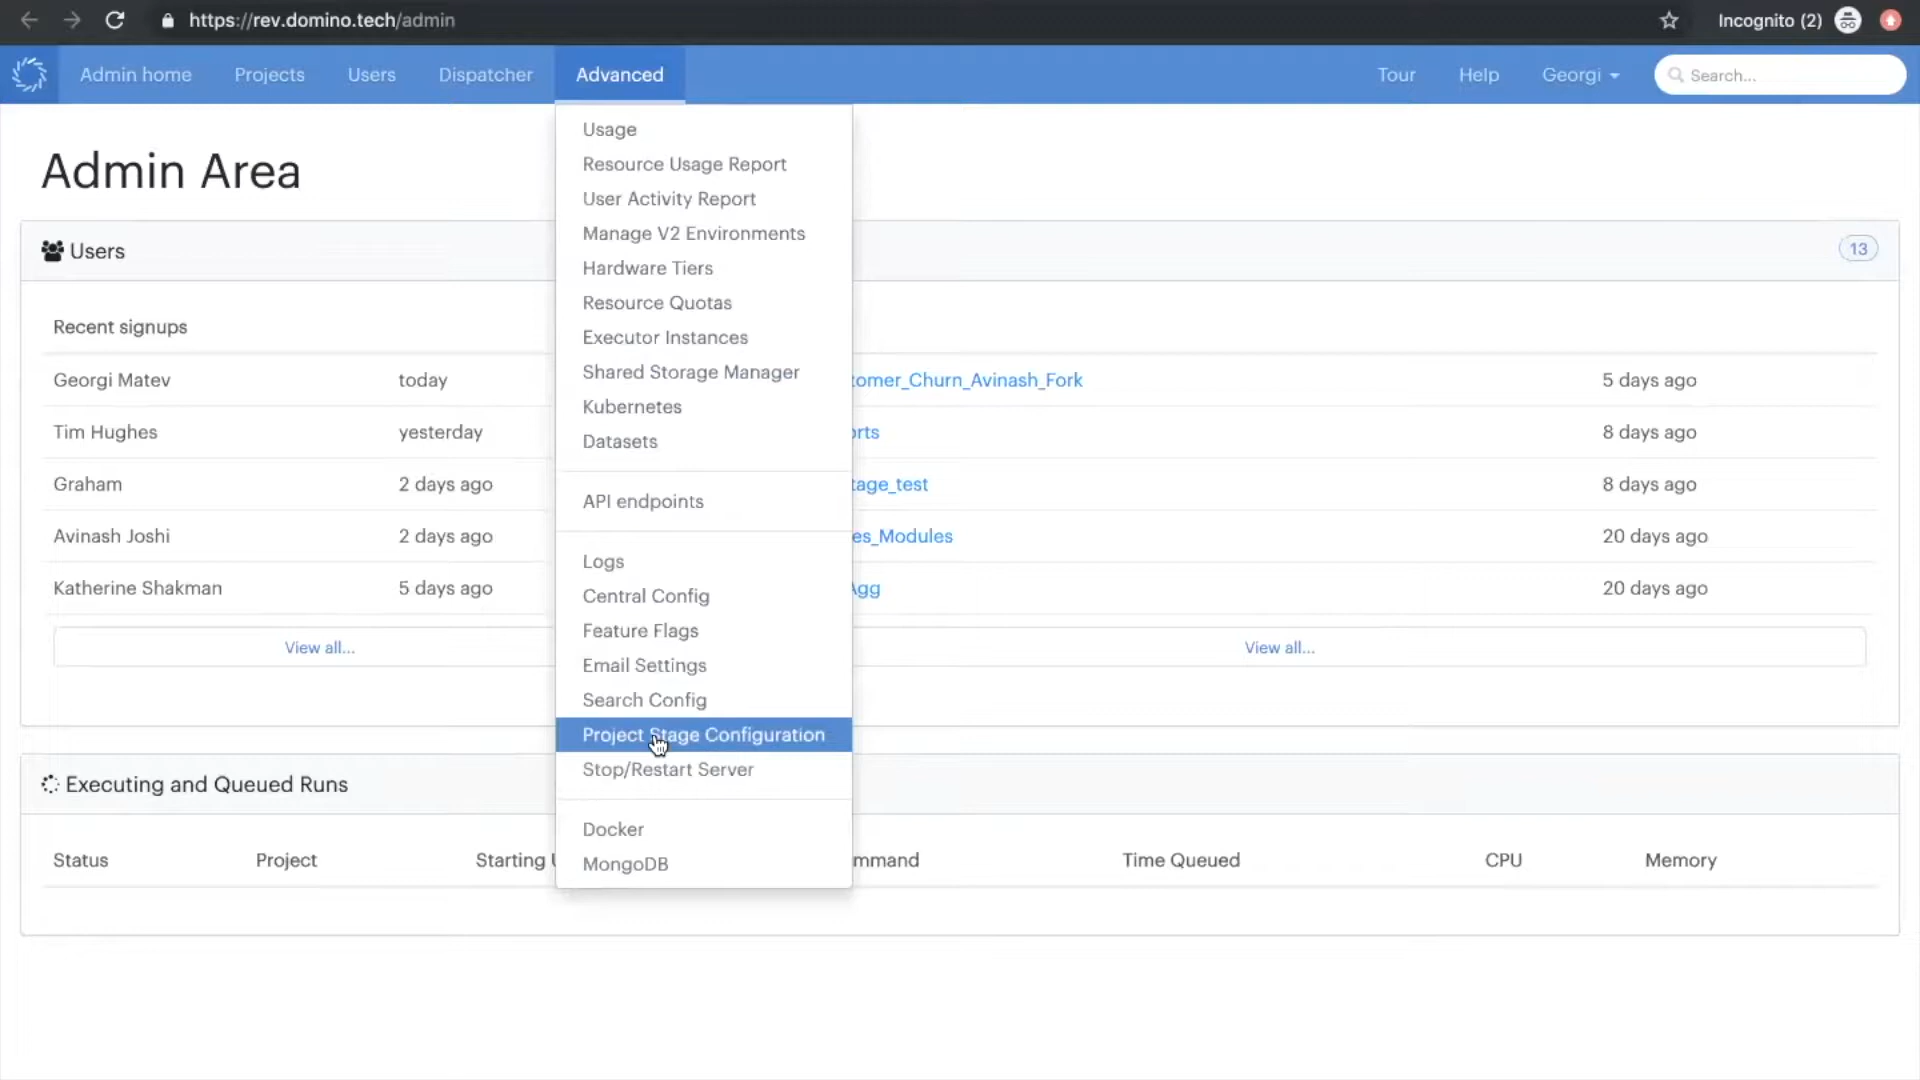 https://rev.domino.tech/admin
Incognito (2)
Admin home
Projects
Users
Dispatcher
Advanced
Tour
Help
Georgi
Search...
Admin Area
Usage
Resource Usage Report
User Activity Report
Manage V2 Environments
Hardware Tiers
Resource Quotas
Executor Instances
Shared Storage Manager
Kubernetes
Datasets
API endpoints
Logs
Central Config
Feature Flags
Email Settings
Search Config
Project Stage Configuration
Stop/Restart Server
Docker
MongoDB
Users
13
Recent signups
Georgi Matev today tomer_Churn_Avinash_Fork 5 days ago
Tim Hughes yesterday orts 8 days ago
Graham 2 days ago tage_test 8 days ago
Avinash Joshi 2 days ago es_Modules 20 days ago
Katherine Shakman 5 days ago Agg 20 days ago
View all... View all...
Executing and Queued Runs
Status Project Starting mmand Time Queued CPU Memory